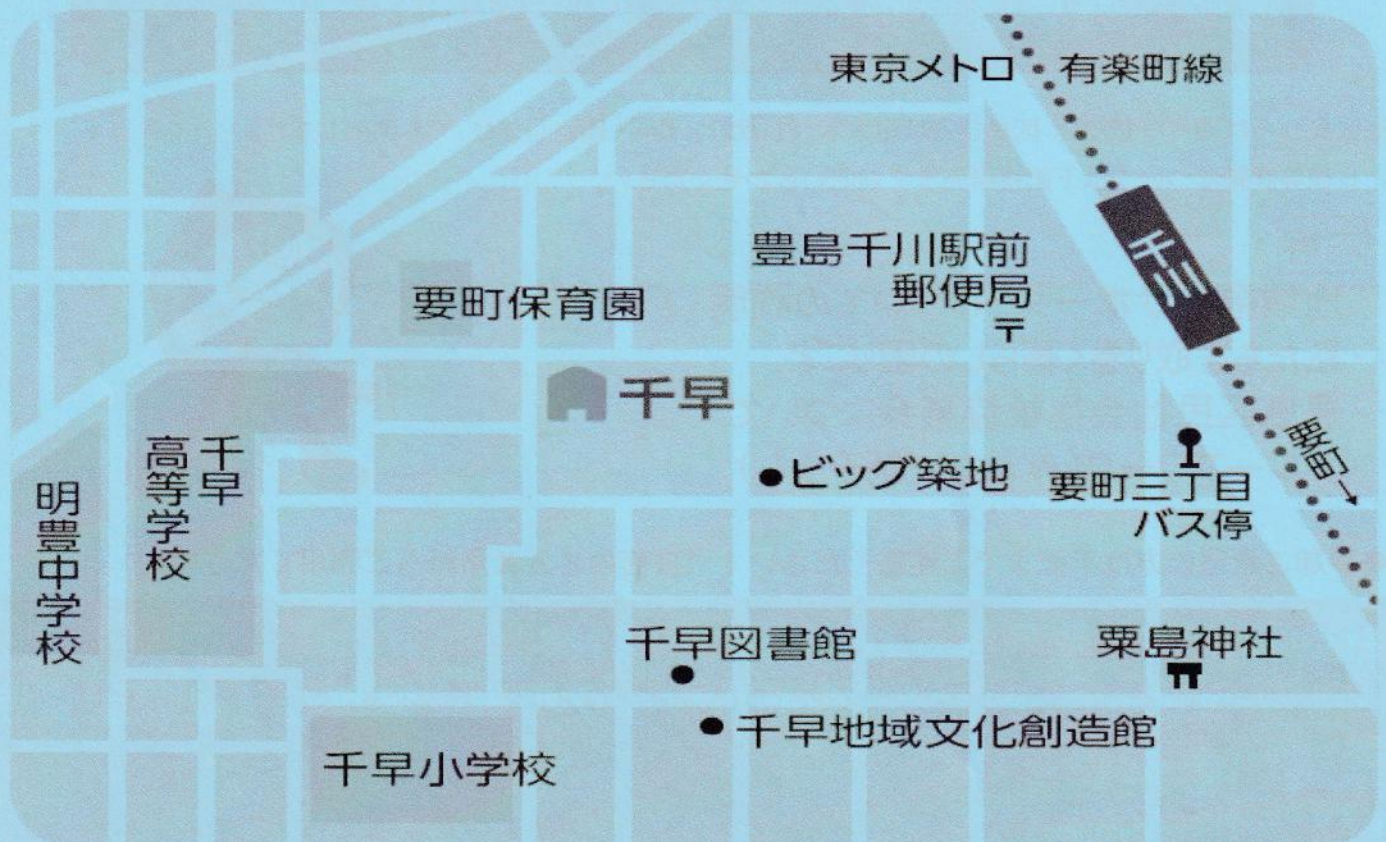 東京メトロ 有楽町線
千川
豊島千川駅前
郵便局
〒
要町保育園
千早
要町→
千早
高等学校
ビッグ築地
要町三丁目
バス停
明豊中学校
千早図書館
粟島神社
千早地域文化創造館
千早小学校